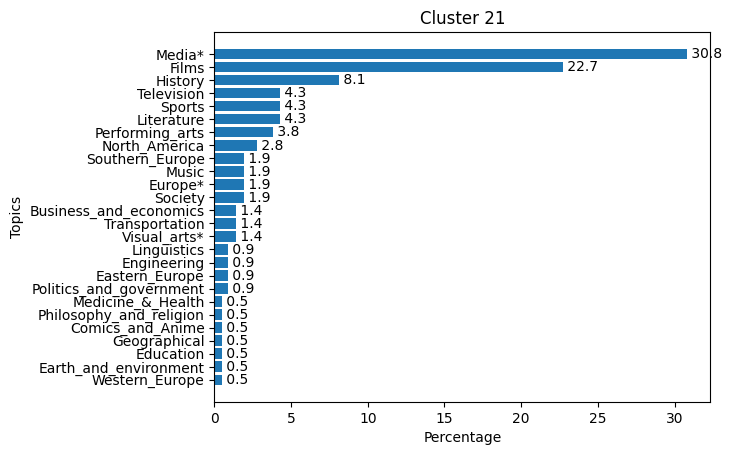 Cluster 21
Media* 30.8
Films 22.7
History 8.1
Television 4.3
Sports 4.3
Literature 4.3
Performing_arts 3.8
North_America 2.8
Southern_Europe 1.9
Music 1.9
Europe* 1.9
Society 1.9
Business_and_economics 1.4
Transportation 1.4
Visual_arts* 1.4
Linguistics 0.9
Engineering 0.9
Eastern_Europe 0.9
Politics_and_government 0.9
Medicine_&_Health 0.5
Philosophy_and_religion 0.5
Comics_and_Anime 0.5
Geographical 0.5
Education 0.5
Earth_and_environment 0.5
Western_Europe 0.5
Topics
0 5 10 15 20 25 30
Percentage